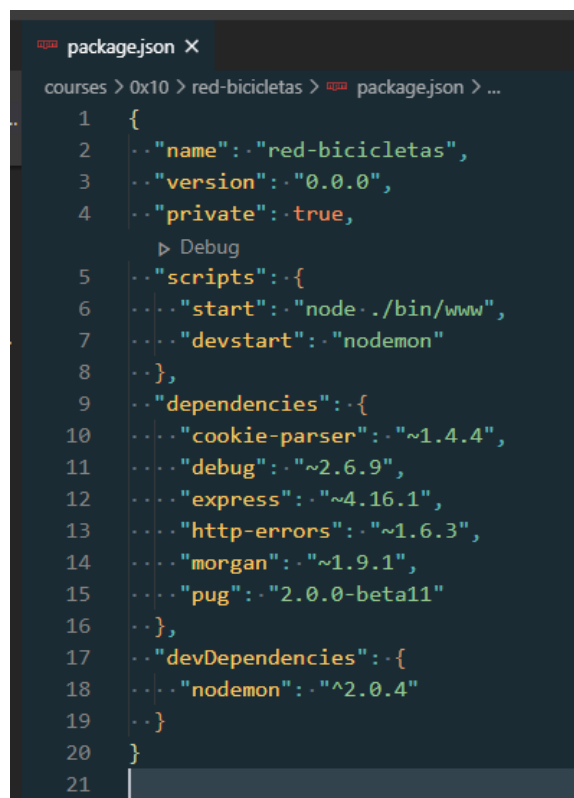 package.json ×
courses > 0x10 > red-bicicletas > package.json > ...
1 {
2 "name": "red-bicicletas",
3 "version": "0.0.0",
4 "private": true,
Debug
5 "scripts": {
6 "start": "node ./bin/www",
7 "devstart": "nodemon"
8 },
9 "dependencies": {
10 "cookie-parser": "~1.4.4",
11 "debug": "~2.6.9",
12 "express": "~4.16.1",
13 "http-errors": "~1.6.3",
14 "morgan": "~1.9.1",
15 "pug": "2.0.0-beta11"
16 },
17 "devDependencies": {
18 "nodemon": "^2.0.4"
19 }
20 }
21